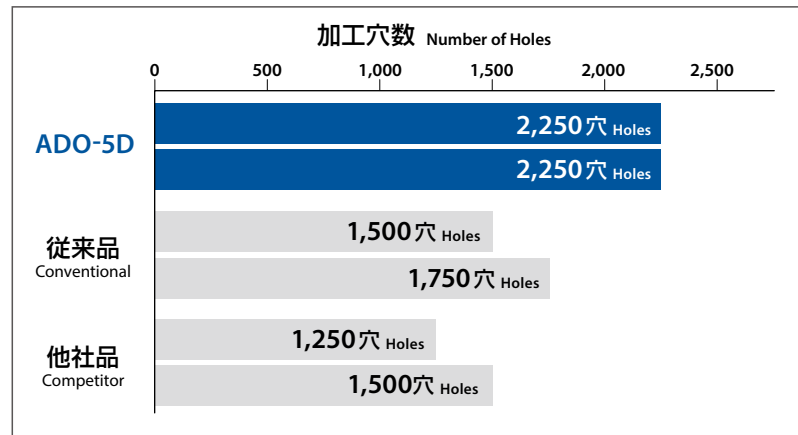 加工穴数 Number of Holes
0 500 1,000 1,500 2,000 2,500
ADO-5D
2,250穴 Holes
2,250穴 Holes
従来品
Conventional
1,500穴 Holes
1,750穴 Holes
他社品
Competitor
1,250穴 Holes
1,500穴 Holes